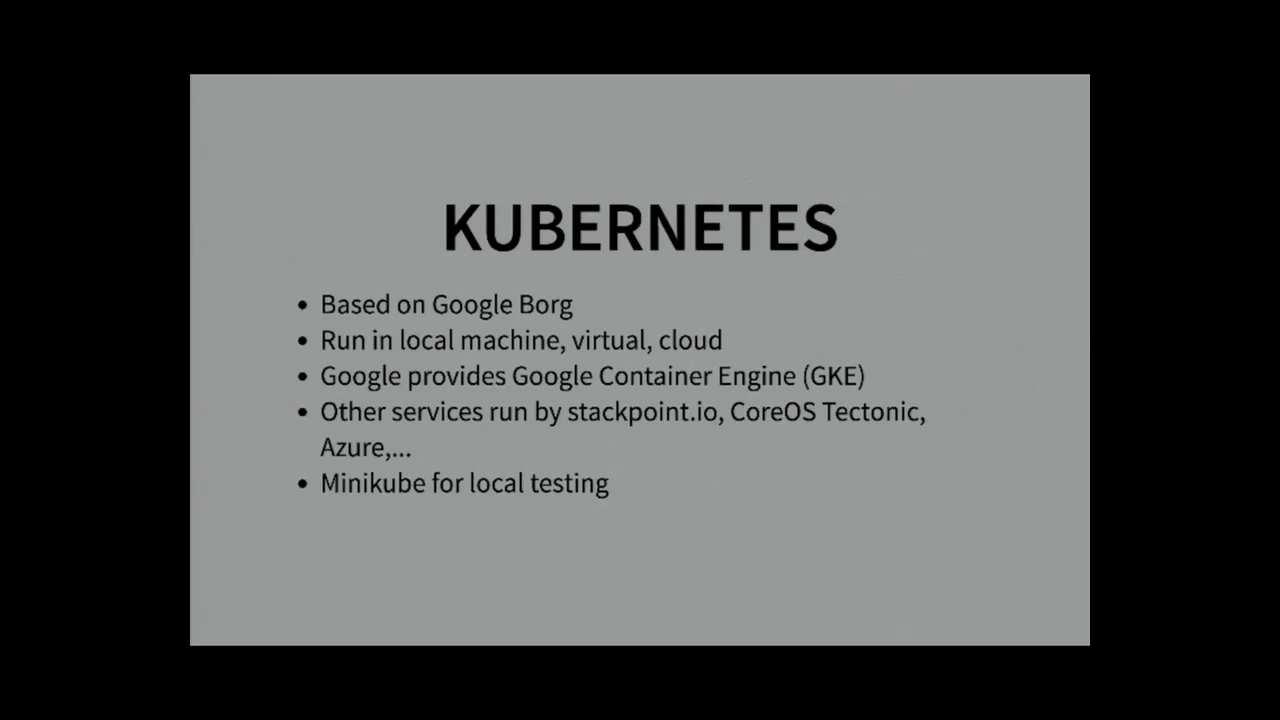 KUBERNETES
• Based on Google Borg
• Run in local machine, virtual, cloud
• Google provides Google Container Engine (GKE)
• Other services run by stackpoint.io, CoreOS Tectonic,
Azure,...
• Minikube for local testing